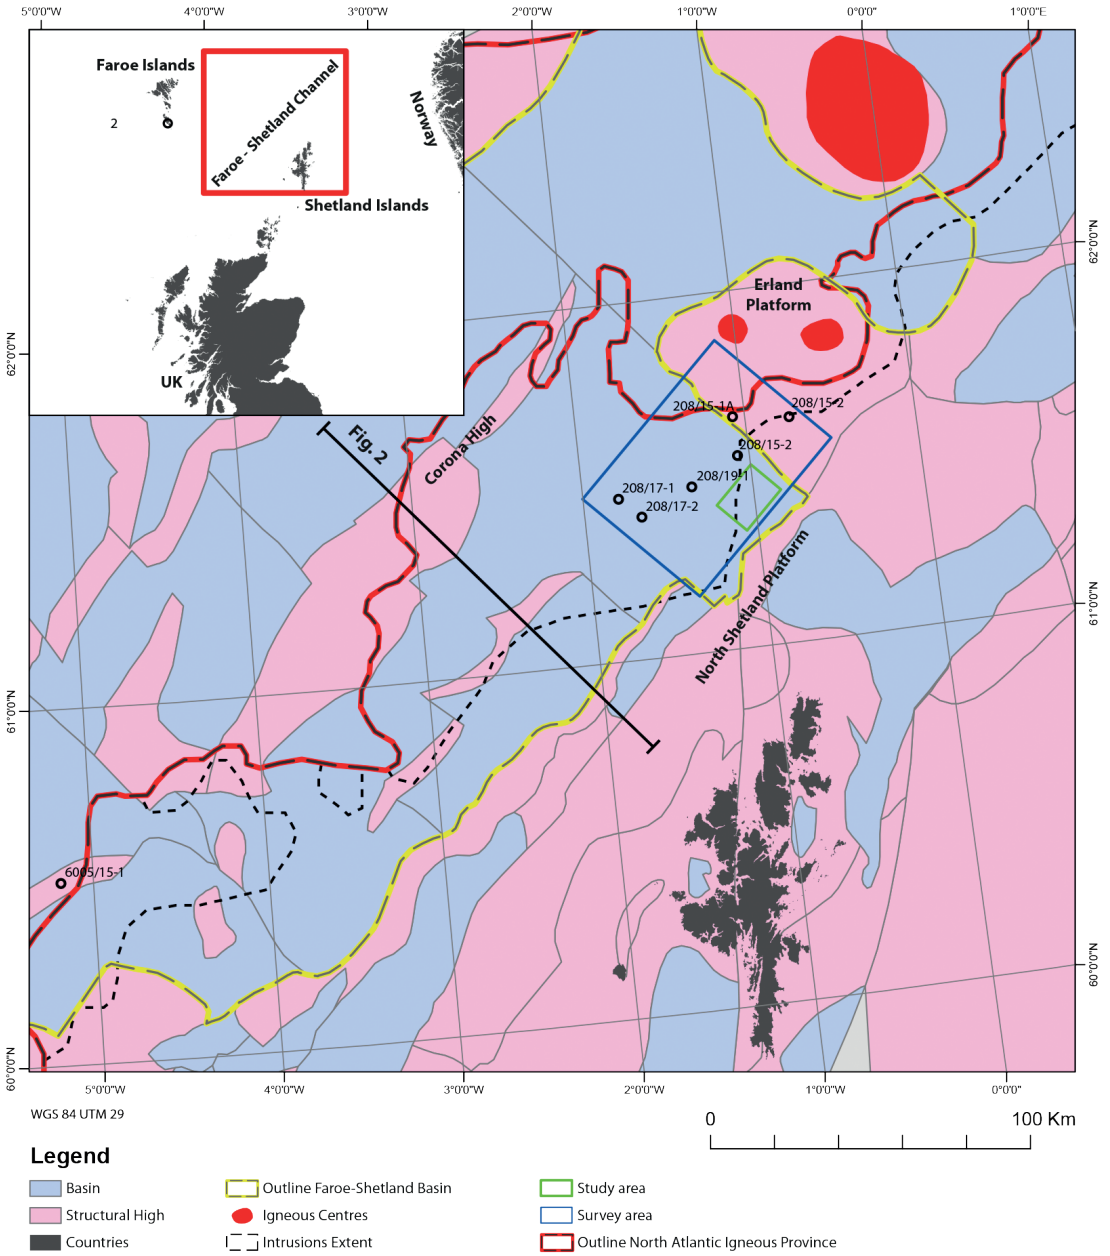 5°0'0"W
4°0'0"W
3°0'0"W
2°0'0"W
1°0'0"W
0°0'0"
1°0'0"E
Faroe Islands
2
Faroe - Shetland Channel
Norway
Shetland Islands
UK
62°0'0"N
62°0'0"N
Erland
Platform
208/15-1A
208/15-2
208/15-2
208/19-1
208/17-1
208/17-2
Corona High
Fig. 2
North Shetland Platform
61°0'0"N
61°0'0"N
6005/15-1
60°0'0"N
60°0'0"N
5°0'0"W
4°0'0"W
3°0'0"W
2°0'0"W
1°0'0"W
0°0'0"
WGS 84 UTM 29
0
100 Km
Legend
Basin
Outline Faroe-Shetland Basin
Study area
Structural High
Igneous Centres
Survey area
Countries
Intrusions Extent
Outline North Atlantic Igneous Province